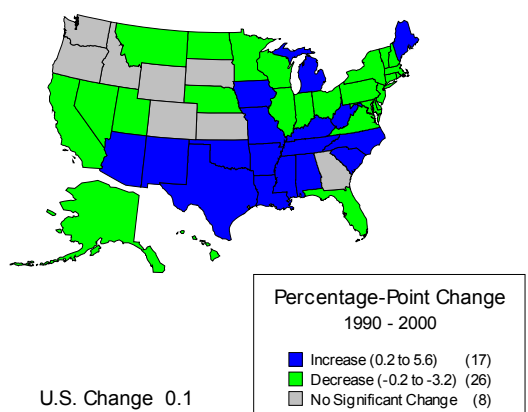 Percentage-Point Change
1990 - 2000
Increase (0.2 to 5.6) (17)
Decrease (-0.2 to -3.2) (26)
No Significant Change (8)
U.S. Change 0.1